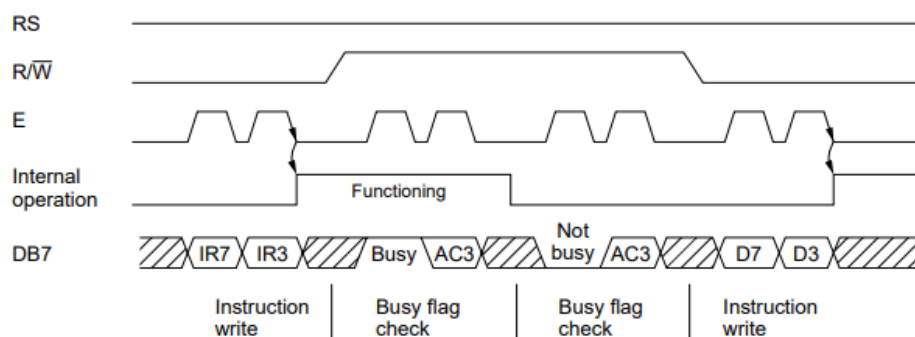 RS
R/W̅
E
Internal
operation
Functioning
DB7
IR7 IR3 Busy AC3 Not
busy AC3 D7 D3
Instruction
write
Busy flag
check
Busy flag
check
Instruction
write